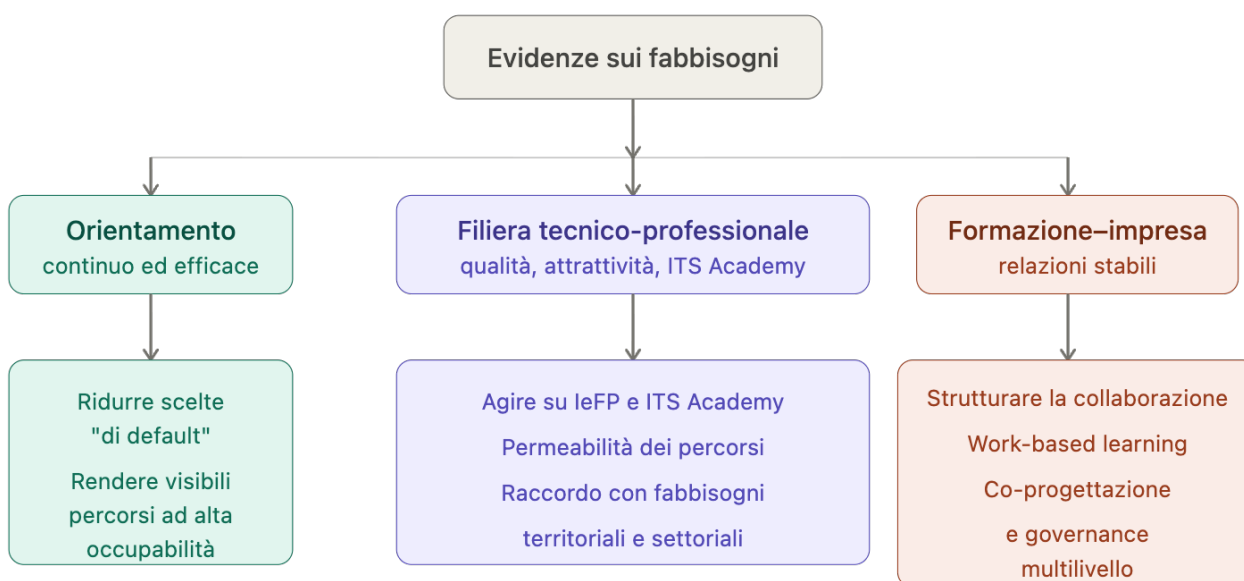 Evidenze sui fabbisogni
Orientamento
continuo ed efficace
Filiera tecnico-professionale
qualità, attrattività, ITS Academy
Formazione–impresa
relazioni stabili
Ridurre scelte
"di default"
Rendere visibili
percorsi ad alta
occupabilità
Agire su IeFP e ITS Academy
Permeabilità dei percorsi
Raccordo con fabbisogni
territoriali e settoriali
Strutturare la collaborazione
Work-based learning
Co-progettazione
e governance
multilivello